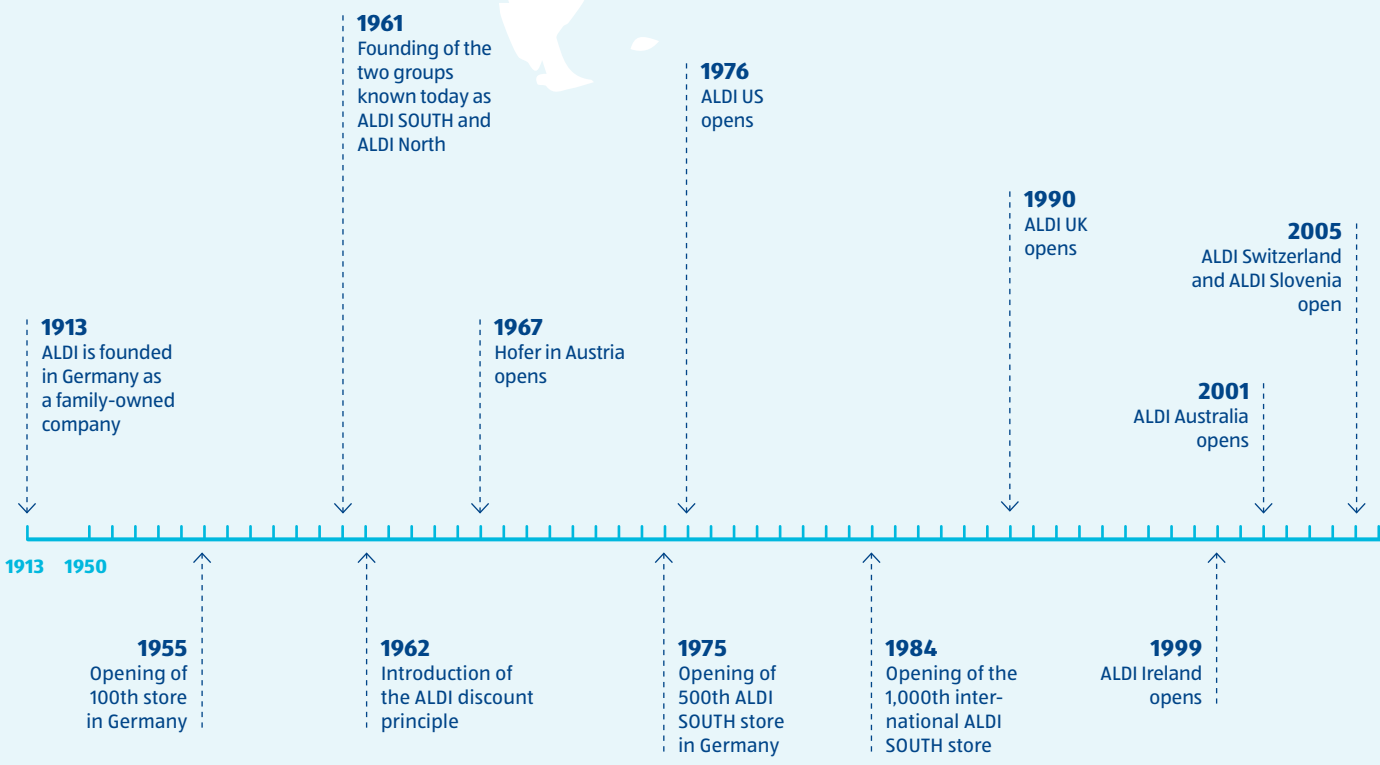 1961
Founding of the
two groups
known today as
ALDI SOUTH and
ALDI North
1976
ALDI US
opens
1990
ALDI UK
opens
2005
ALDI Switzerland
and ALDI Slovenia
open
1913
ALDI is founded
in Germany as
a family-owned
company
1967
Hofer in Austria
opens
2001
ALDI Australia
opens
1913
1950
1955
Opening of
100th store
in Germany
1962
Introduction of
the ALDI discount
principle
1975
Opening of
500th ALDI
SOUTH store
in Germany
1984
Opening of the
1,000th inter-
national ALDI
SOUTH store
1999
ALDI Ireland
opens